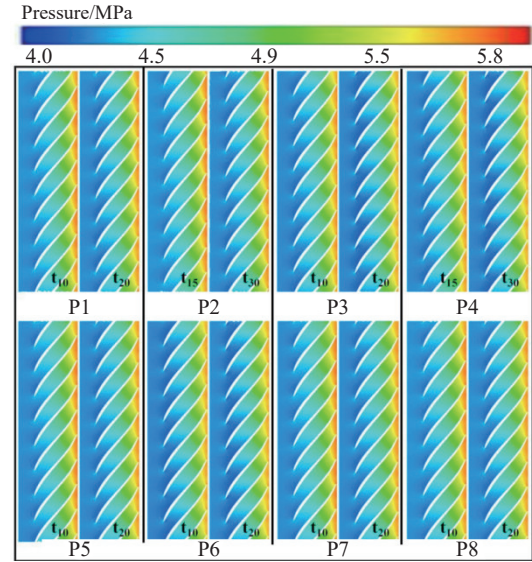 Pressure/MPa
4.0 4.5 4.9 5.5 5.8
t₁₀ t₂₀ t₁₅ t₃₀ t₁₀ t₂₀ t₁₅ t₃₀
P1 P2 P3 P4
t₁₀ t₂₀ t₁₀ t₂₀ t₁₀ t₂₀ t₁₀ t₂₀
P5 P6 P7 P8